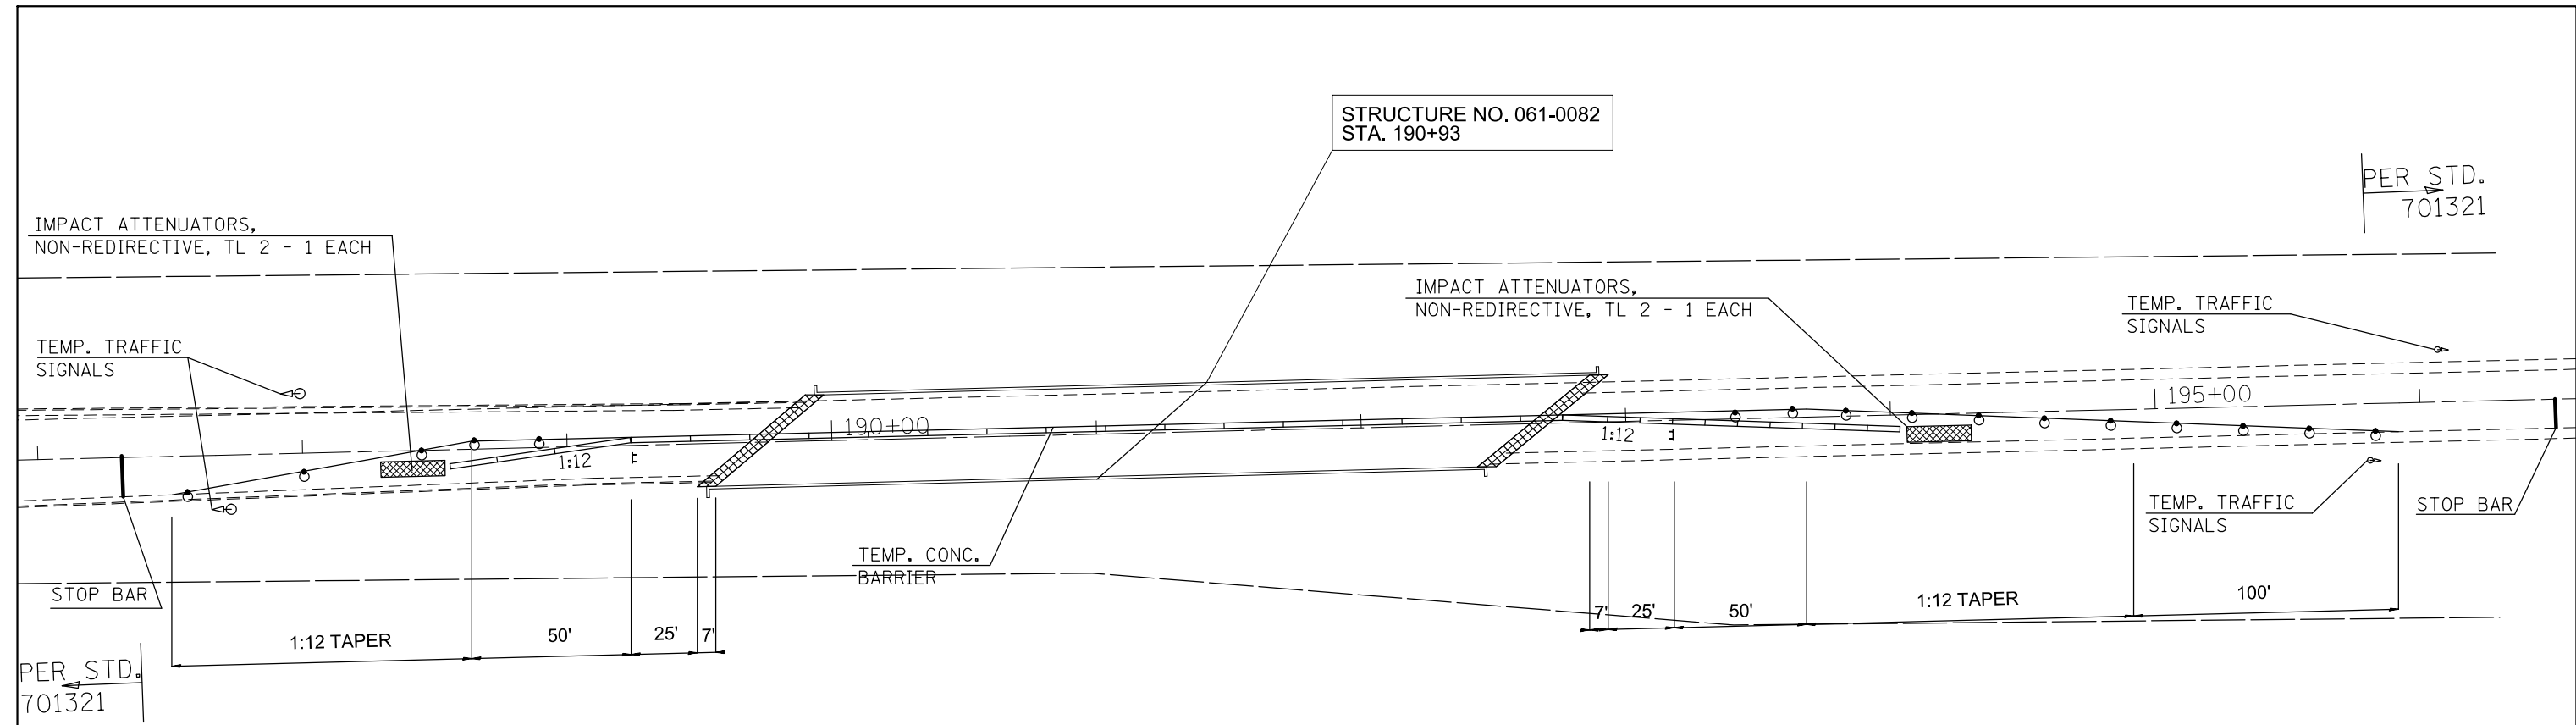 STRUCTURE NO. 061-0082
STA. 190+93
PER STD.
701321
IMPACT ATTENUATORS,
NON-REDIRECTIVE, TL 2 - 1 EACH
IMPACT ATTENUATORS,
NON-REDIRECTIVE, TL 2 - 1 EACH
TEMP. TRAFFIC
SIGNALS
TEMP. TRAFFIC
SIGNALS
195+00
190+00
1:12
1:12
TEMP. TRAFFIC
SIGNALS
STOP BAR
TEMP. CONC.
BARRIER
STOP BAR
1:12 TAPER
50'
25'
7'
7'
25'
50'
1:12 TAPER
100'
PER STD.
701321